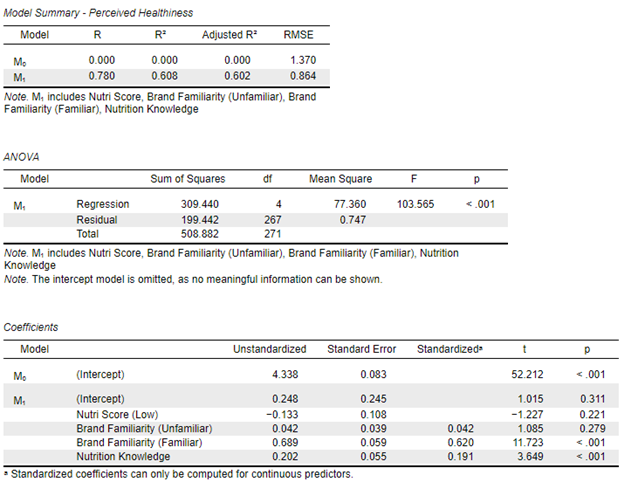 Model Summary - Perceived Healthiness
Model R R² Adjusted R² RMSE
M₀ 0.000 0.000 0.000 1.370
M₁ 0.780 0.608 0.602 0.864
Note. M₁ includes Nutri Score, Brand Familiarity (Unfamiliar), Brand
Familiarity (Familiar), Nutrition Knowledge
ANOVA
Model Sum of Squares df Mean Square F p
M₁ Regression 309.440 4 77.360 103.565 < .001
Residual 199.442 267 0.747
Total 508.882 271
Note. M₁ includes Nutri Score, Brand Familiarity (Unfamiliar), Brand Familiarity (Familiar), Nutrition
Knowledge
Note. The intercept model is omitted, as no meaningful information can be shown.
Coefficients
Model Unstandardized Standard Error Standardizedᵃ t p
M₀ (Intercept) 4.338 0.083 52.212 < .001
M₁ (Intercept) 0.248 0.245 1.015 0.311
Nutri Score (Low) −0.133 0.108 −1.227 0.221
Brand Familiarity (Unfamiliar) 0.042 0.039 0.042 1.085 0.279
Brand Familiarity (Familiar) 0.689 0.059 0.620 11.723 < .001
Nutrition Knowledge 0.202 0.055 0.191 3.649 < .001
ᵃ Standardized coefficients can only be computed for continuous predictors.